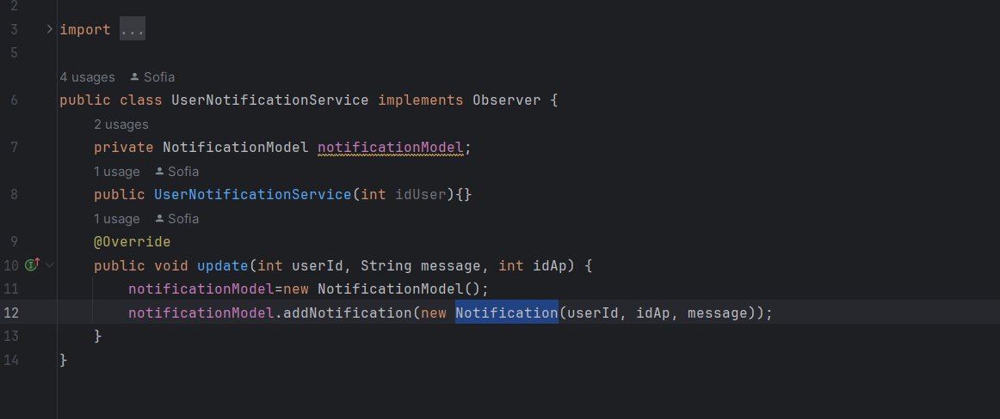 2
3 import ...
5
4 usages Sofia
6 public class UserNotificationService implements Observer {
2 usages
7 private NotificationModel notificationModel;
1 usage Sofia
8 public UserNotificationService(int idUser){}
1 usage Sofia
9 @Override
10 public void update(int userId, String message, int idAp) {
11 notificationModel=new NotificationModel();
12 notificationModel.addNotification(new Notification(userId, idAp, message));
13 }
14 }